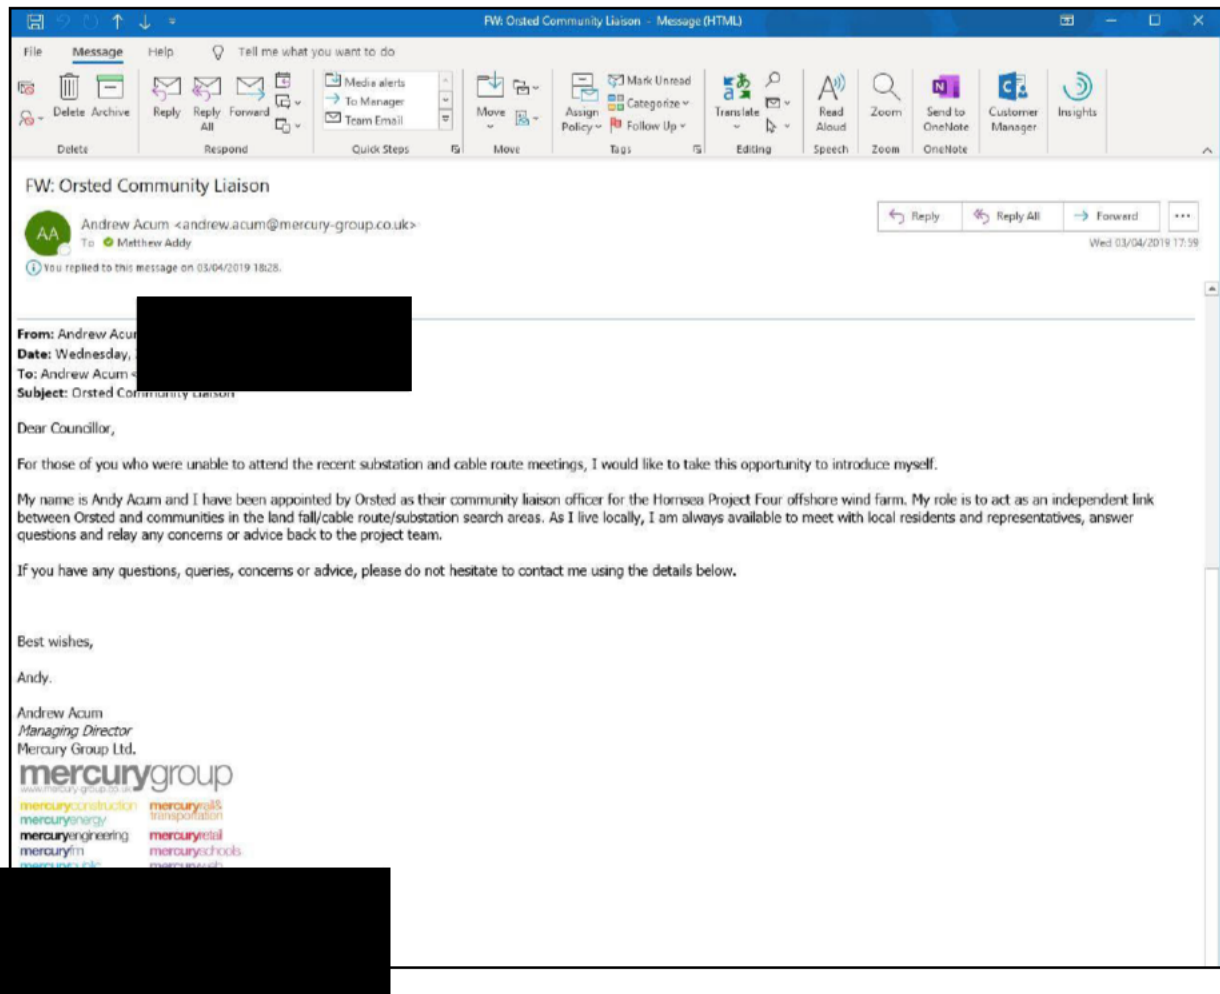 FW: Orsted Community Liaison - Message (HTML)
File Message Help Tell me what you want to do
Delete Archive
Reply Reply All Forward
Media alerts
To Manager
Team Email
Move
Assign Policy
Mark Unread
Categorize
Follow Up
Translate
Read Aloud
Zoom
Send to OneNote
Customer Manager
Insights
Delete Respond Quick Steps Move Tags Editing Speech Zoom OneNote
FW: Orsted Community Liaison
AA
Andrew Acum <andrew.acum@mercury-group.co.uk>
To Matthew Addy
Reply Reply All Forward
Wed 03/04/2019 17:59
You replied to this message on 03/04/2019 18:28.
From: Andrew Acum
Date: Wednesday,
To: Andrew Acum <
Subject: Orsted Community Liaison
Dear Councillor,
For those of you who were unable to attend the recent substation and cable route meetings, I would like to take this opportunity to introduce myself.
My name is Andy Acum and I have been appointed by Orsted as their community liaison officer for the Hornsea Project Four offshore wind farm. My role is to act as an independent link
between Orsted and communities in the land fall/cable route/substation search areas. As I live locally, I am always available to meet with local residents and representatives, answer
questions and relay any concerns or advice back to the project team.
If you have any questions, queries, concerns or advice, please do not hesitate to contact me using the details below.
Best wishes,
Andy.
Andrew Acum
Managing Director
Mercury Group Ltd.
mercurygroup
www.mercury-group.co.uk
mercuryconstruction mercuryrail&
mercuryenergy transportation
mercuryengineering mercuryretail
mercuryfm mercuryschools
mercurypublic mercuryweb